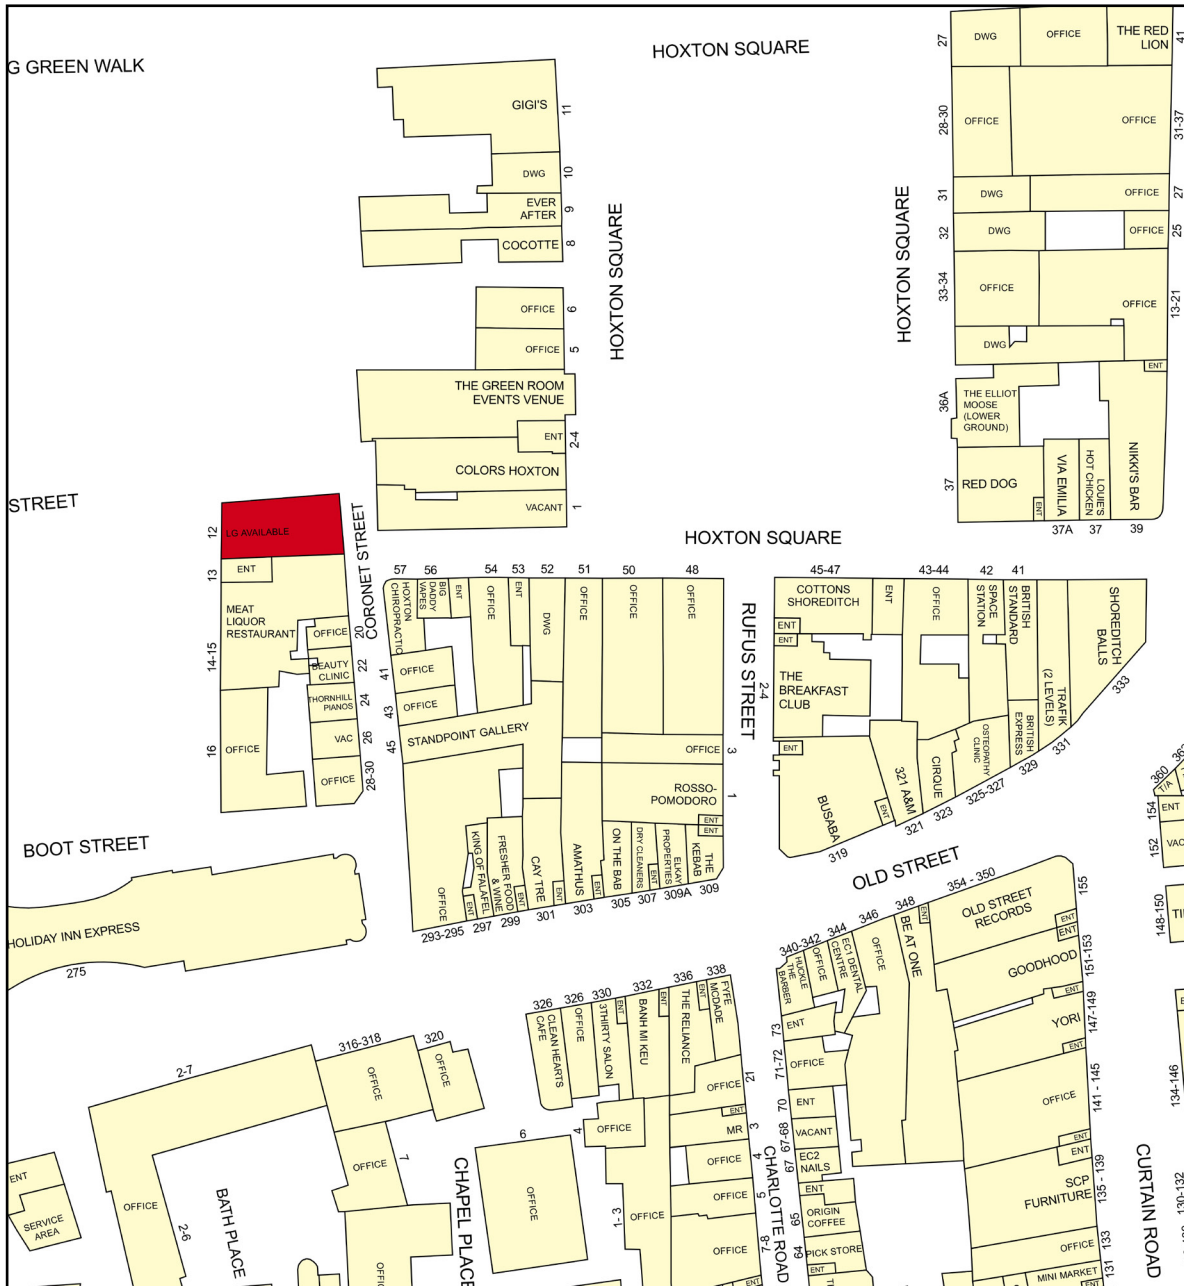 G GREEN WALK
HOXTON SQUARE
27
DWG
OFFICE
THE RED
LION
41
GIGI'S
11
28-30
OFFICE
OFFICE
31-37
DWG
10
EVER
AFTER
9
COCOTTE
8
HOXTON SQUARE
HOXTON SQUARE
31
DWG
OFFICE
27
32
DWG
OFFICE
25
33-34
OFFICE
OFFICE
13-21
OFFICE
6
OFFICE
5
DWG
ENT
THE GREEN ROOM
EVENTS VENUE
ENT
2-4
COLORS HOXTON
VACANT
1
36A
THE ELLIOT
MOOSE
(LOWER
GROUND)
37
RED DOG
ENT
VIA EMILIA
LOUIE'S
HOT CHICKEN
NIKKI'S BAR
37A
37
39
STREET
12
LG AVAILABLE
CORONET STREET
HOXTON SQUARE
13
ENT
MEAT
LIQUOR
RESTAURANT
14-15
OFFICE
20
BEAUTY
CLINIC
22
THORNHILL
PIANOS
24
VAC
26
OFFICE
28-30
16
OFFICE
57
56
54
53
52
51
50
48
HOXTON
CHIROPRACTIC
BIG
DADDY
VAPES
ENT
OFFICE
ENT
DWG
OFFICE
OFFICE
OFFICE
41
OFFICE
43
OFFICE
45
STANDPOINT GALLERY
OFFICE
3
ROSSO-
POMODORO
1
ENT
ENT
RUFUS STREET
2-4
45-47
43-44
42
41
COTTONS
SHOREDITCH
ENT
OFFICE
SPACE
STATION
BRITISH
STANDARD
SHOREDITCH
BALLS
ENT
ENT
THE
BREAKFAST
CLUB
TRAFIK
(2 LEVELS)
333
331
BRITISH
EXPRESS
329
OSTEOPATHY
CLINIC
325-327
CIRQUE
323
321 A&M
321
ENT
ENT
BUSABA
319
OFFICE
293-295
KING OF FALAFEL
ENT
297
FRESHER FOOD
& WINE
ENT
299
CAY TRE
ENT
301
AMATHUS
ENT
303
ON THE BAB
305
DRY CLEANERS
ENT
307
ELKAY
PROPERTIES
309A
THE
KEBAB
309
BOOT STREET
HOLIDAY INN EXPRESS
275
OLD STREET
360
T/A
154
ENT
152
VAC
148-150
134-146
130-132
354 - 350
OLD STREET
RECORDS
155
ENT
ENT
GOODHOOD
151-153
ENT
YORI
147-149
ENT
OFFICE
141 - 145
ENT
ENT
SCP
FURNITURE
135 - 139
OFFICE
133
MINI MARKET
131
348
ENT
BE AT ONE
346
OFFICE
344
EC1 DENTAL
CENTRE
340-342
OFFICE
HUCKLE
THE
BARBER
73
ENT
71-72
OFFICE
70
ENT
67-68
VACANT
67
EC2
NAILS
ENT
65
ORIGIN
COFFEE
64
PICK STORE
ENT
326
CLEAN HEARTS
CAFE
326
OFFICE
330
3THIRTY SALON
ENT
332
BANH MI KEU
ENT
336
THE RELIANCE
ENT
338
FYFE
MCDADE
OFFICE
21
ENT
MR
3
OFFICE
4
OFFICE
5
OFFICE
7-8
ENT
4
OFFICE
1-3
OFFICE
6
OFFICE
2-7
316-318
OFFICE
320
OFFICE
OFFICE
7
OFFICE
2-6
ENT
SERVICE
AREA
BATH PLACE
CHAPEL PLACE
CHARLOTTE ROAD
CURTAIN ROAD